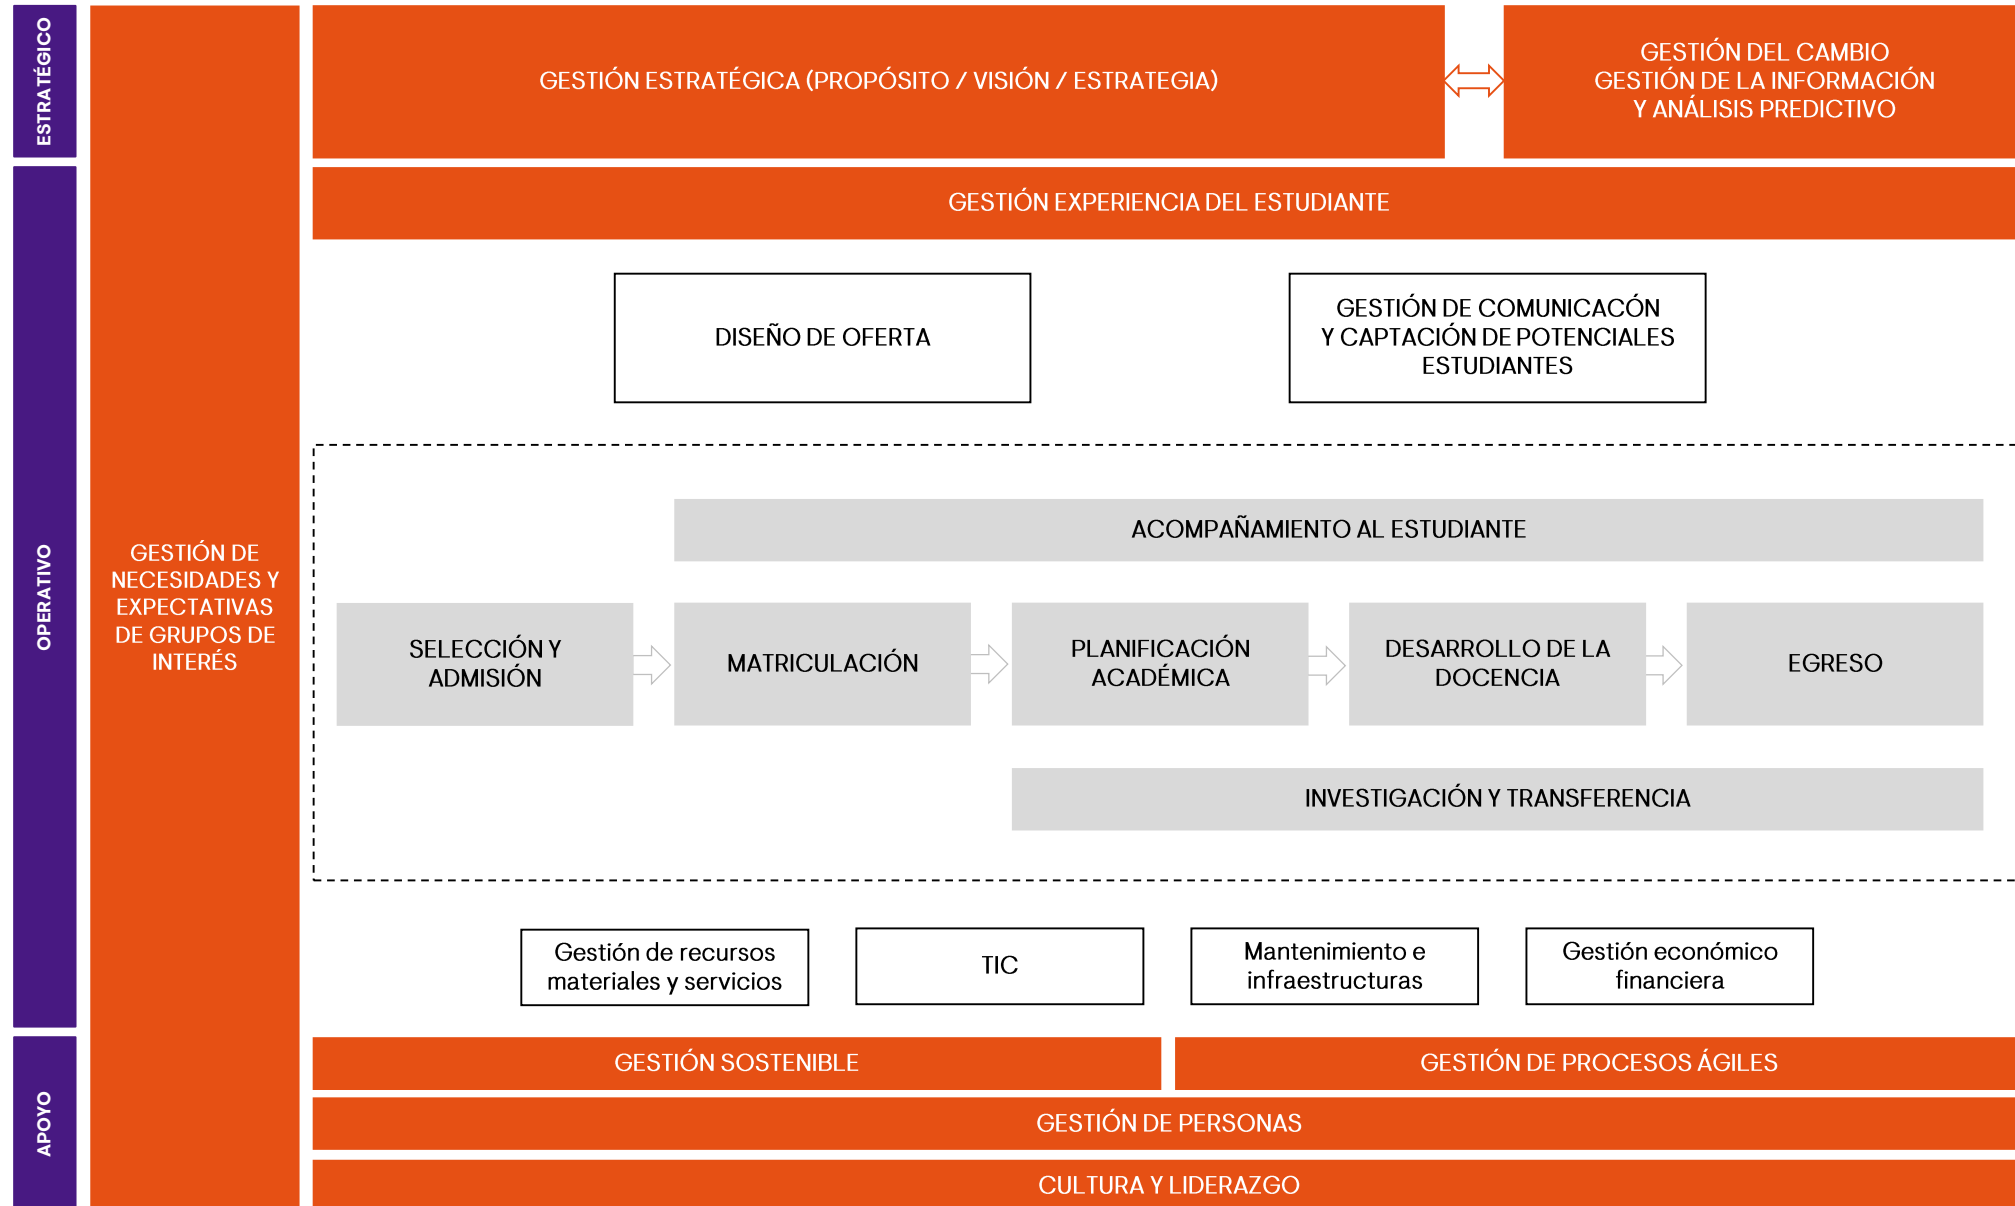 ESTRATÉGICO
GESTIÓN ESTRATÉGICA (PROPÓSITO / VISIÓN / ESTRATEGIA)
GESTIÓN DEL CAMBIO
GESTIÓN DE LA INFORMACIÓN
Y ANÁLISIS PREDICTIVO
OPERATIVO
GESTIÓN DE
NECESIDADES Y
EXPECTATIVAS
DE GRUPOS DE
INTERÉS
GESTIÓN EXPERIENCIA DEL ESTUDIANTE
DISEÑO DE OFERTA
GESTIÓN DE COMUNICACÓN
Y CAPTACIÓN DE POTENCIALES
ESTUDIANTES
ACOMPAÑAMIENTO AL ESTUDIANTE
SELECCIÓN Y
ADMISIÓN
MATRICULACIÓN
PLANIFICACIÓN
ACADÉMICA
DESARROLLO DE LA
DOCENCIA
EGRESO
INVESTIGACIÓN Y TRANSFERENCIA
Gestión de recursos
materiales y servicios
TIC
Mantenimiento e
infraestructuras
Gestión económico
financiera
APOYO
GESTIÓN SOSTENIBLE
GESTIÓN DE PROCESOS ÁGILES
GESTIÓN DE PERSONAS
CULTURA Y LIDERAZGO